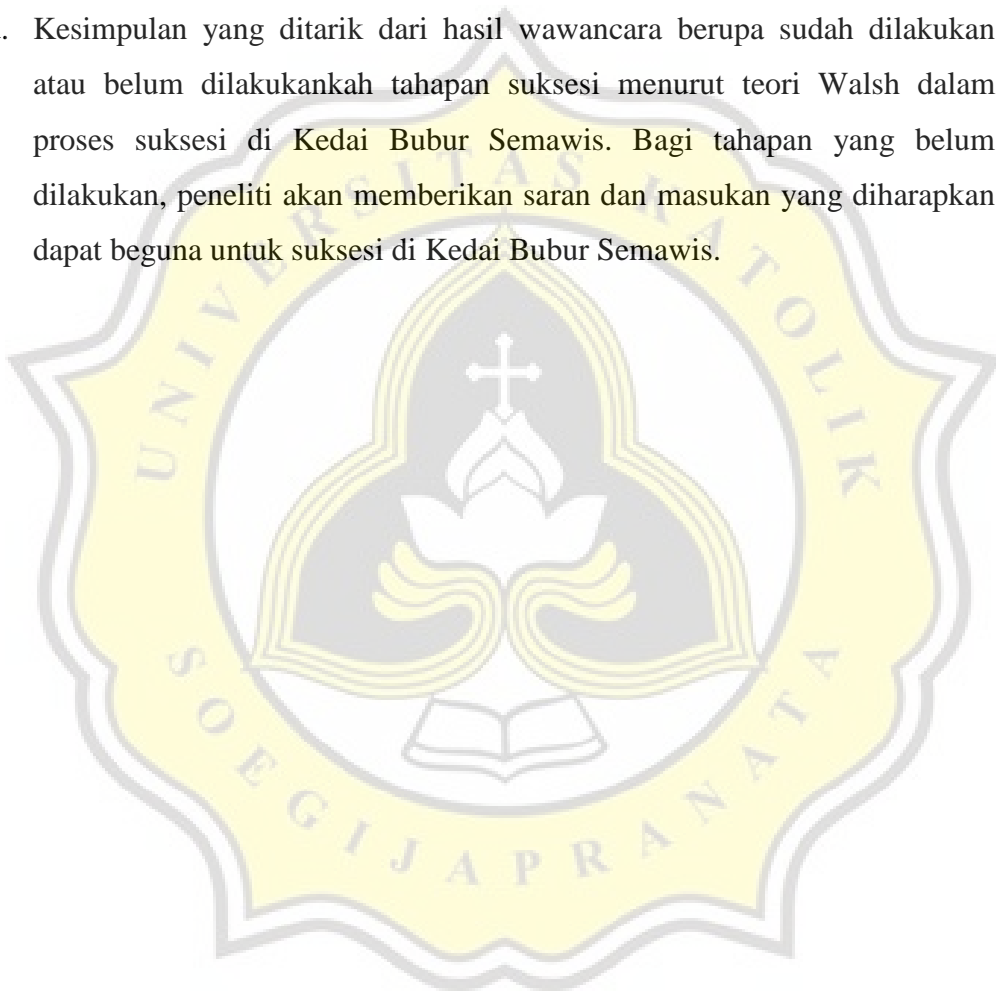 . Kesimpulan yang ditarik dari hasil wawancara berupa sudah dilakukan
atau belum dilakukankah tahapan suksesi menurut teori Walsh dalam
proses suksesi di Kedai Bubur Semawis. Bagi tahapan yang belum
dilakukan, peneliti akan memberikan saran dan masukan yang diharapkan
dapat beguna untuk suksesi di Kedai Bubur Semawis.
UNIVERSITAS KATOLIK
SOEGIJAPRANATA